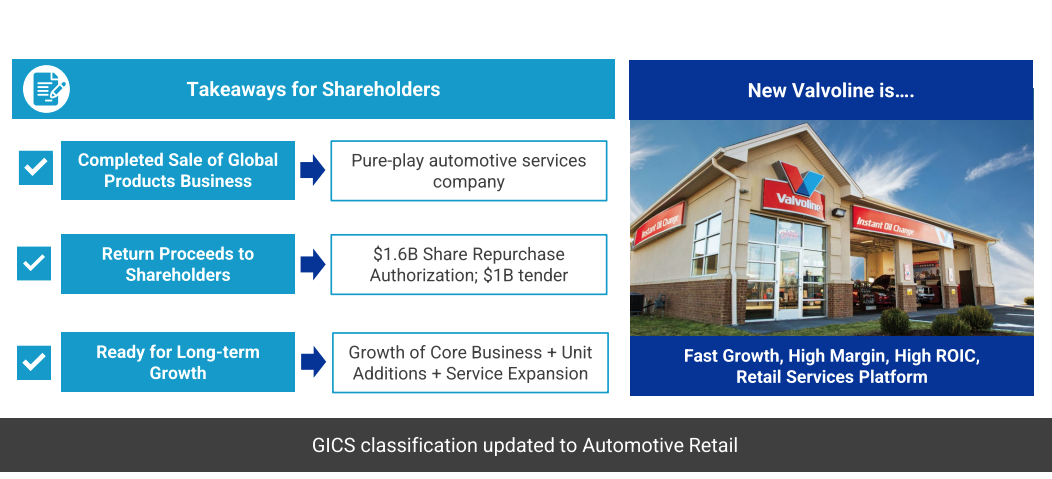 Takeaways for Shareholders
Completed Sale of Global
Products Business
Pure-play automotive services
company
Return Proceeds to
Shareholders
$1.6B Share Repurchase
Authorization; $1B tender
Ready for Long-term
Growth
Growth of Core Business + Unit
Additions + Service Expansion
New Valvoline is....
Valvoline
Instant Oil Change
Instant Oil Change
Fast Growth, High Margin, High ROIC,
Retail Services Platform
GICS classification updated to Automotive Retail